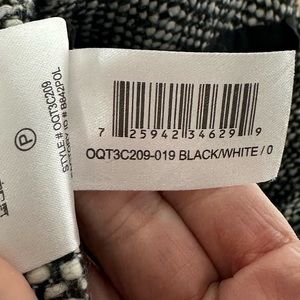 7 25942 34629 9
OQT3C209-019 BLACK/WHITE / 0
P
STYLE # OQT3C209